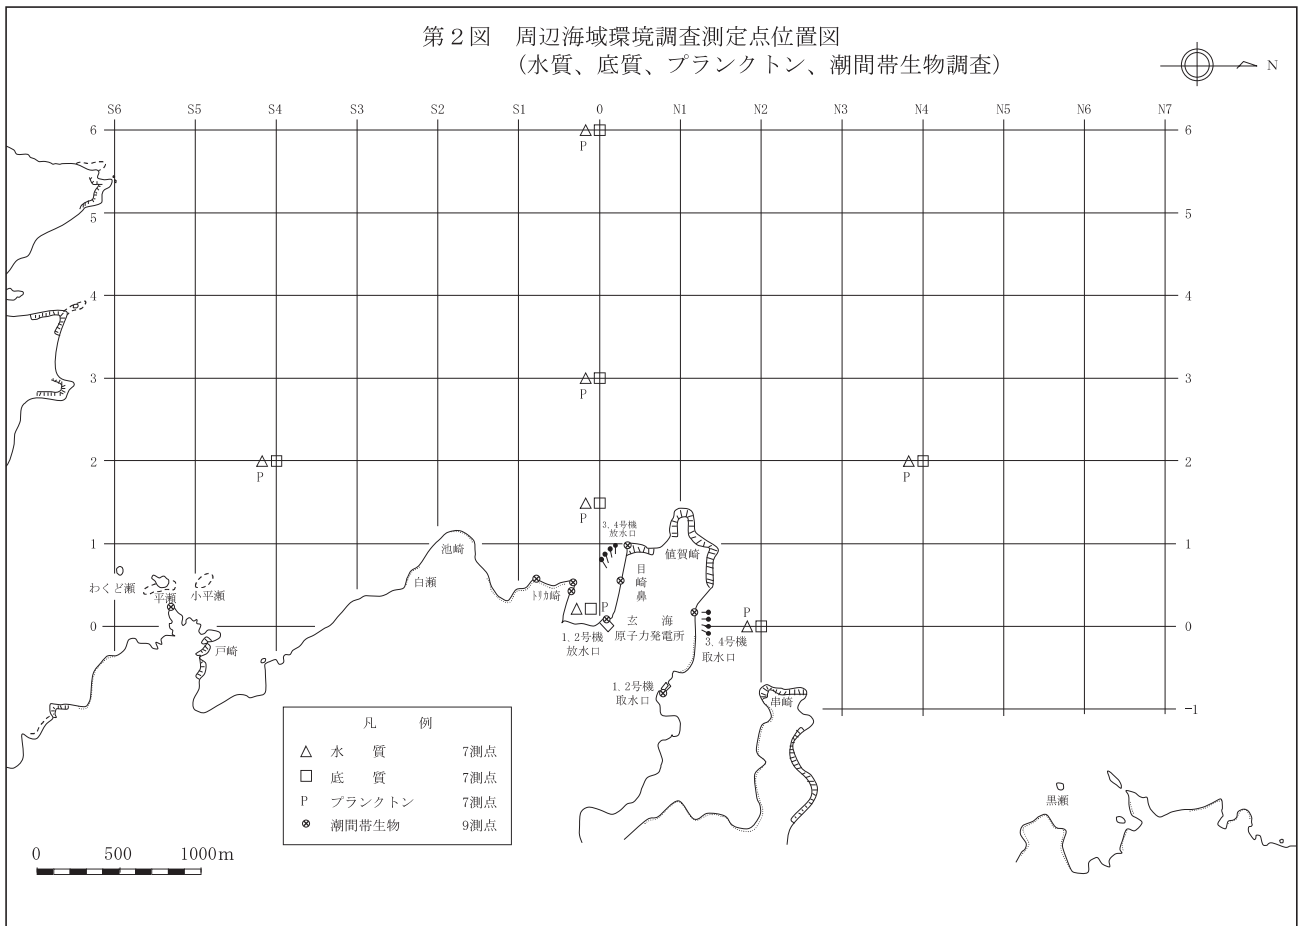 第２図　周辺海域環境調査測定点位置図
（水質、底質、プランクトン、潮間帯生物調査）
N
S6 S5 S4 S3 S2 S1 0 N1 N2 N3 N4 N5 N6 N7
6 6
P
5 5
4 4
3 3
P
2 2
P P
P
3.4号機
放水口
1 1
池崎
値賀崎
わくど瀬
平瀬
小平瀬
白瀬
ﾄﾘｶ崎
目崎鼻
P
P
0 0
戸崎
玄海
原子力発電所
1.2号機
放水口
3.4号機
取水口
1.2号機
取水口
串崎
-1
凡　例
水　質　7測点
底　質　7測点
P プランクトン　7測点
潮間帯生物　9測点
黒瀬
0 500 1000m